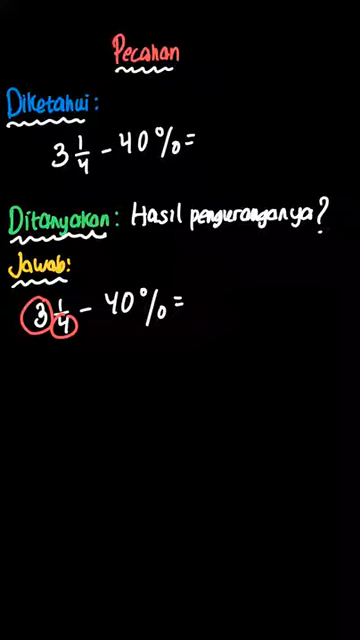 Pecahan
Diketahui:
3 1/4 - 40% =
Ditanyakan: Hasil pengurangannya?
Jawab:
3 1/4 - 40% =